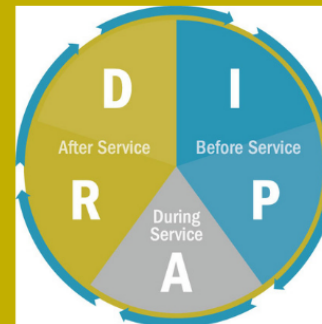 D
I
After Service
Before Service
R
P
During
Service
A